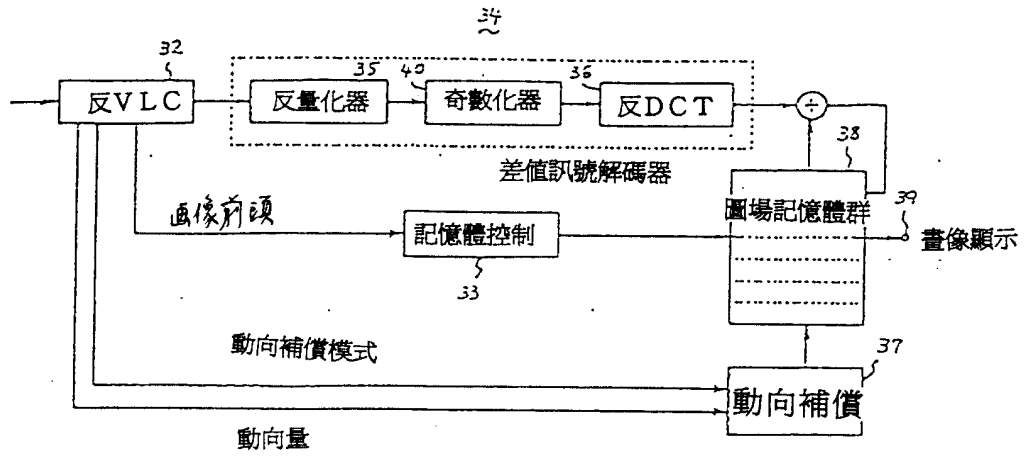 34
32
35
40
36
反VLC
反量化器
奇數化器
反DCT
÷
差値訊號解碼器
38
圖場記憶體群
39
画像前頭
記憶體控制
畫像顯示
33
動向補償模式
37
動向補償
動向量